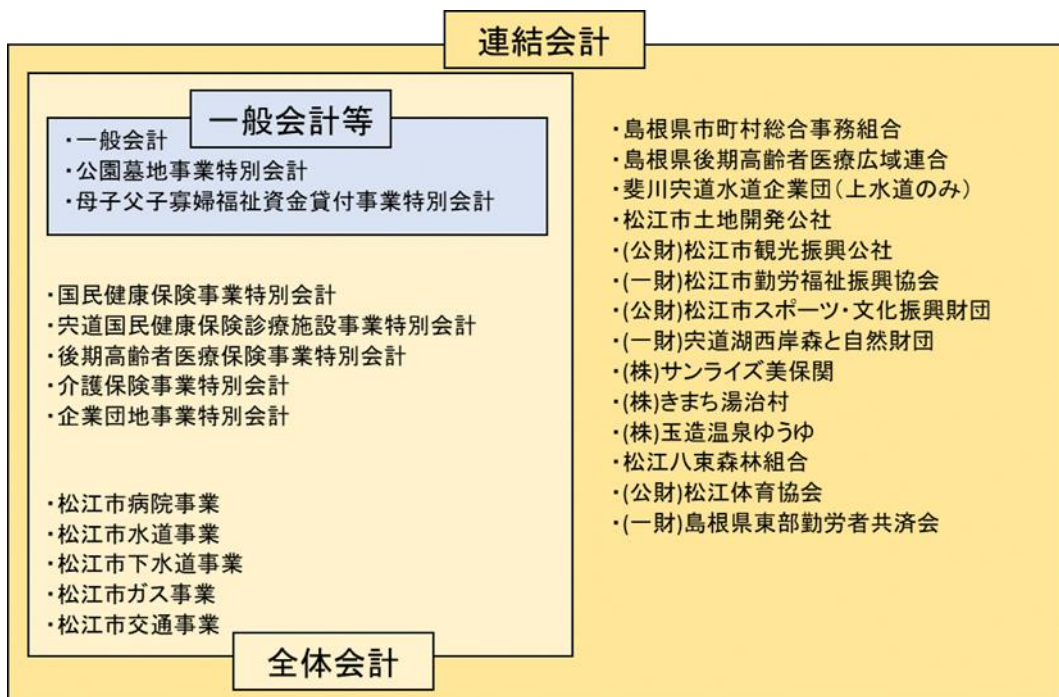 連結会計
一般会計等
・一般会計
・公園墓地事業特別会計
・母子父子寡婦福祉資金貸付事業特別会計
・国民健康保険事業特別会計
・宍道国民健康保険診療施設事業特別会計
・後期高齢者医療保険事業特別会計
・介護保険事業特別会計
・企業団地事業特別会計
・松江市病院事業
・松江市水道事業
・松江市下水道事業
・松江市ガス事業
・松江市交通事業
全体会計
・島根県市町村総合事務組合
・島根県後期高齢者医療広域連合
・斐川宍道水道企業団(上水道のみ)
・松江市土地開発公社
・(公財)松江市観光振興公社
・(一財)松江市勤労福祉振興協会
・(公財)松江市スポーツ・文化振興財団
・(一財)宍道湖西岸森と自然財団
・(株)サンライズ美保関
・(株)きまち湯治村
・(株)玉造温泉ゆうゆ
・松江八束森林組合
・(公財)松江体育協会
・(一財)島根県東部勤労者共済会